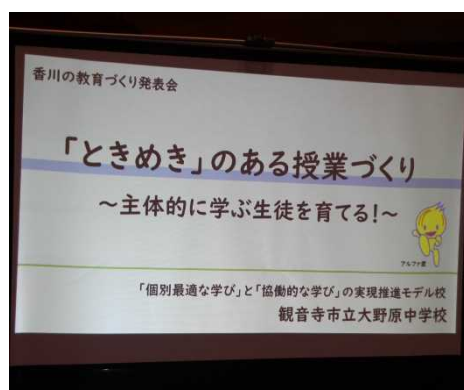 香川の教育づくり発表会
「ときめき」のある授業づくり
～主体的に学ぶ生徒を育てる!～
「個別最適な学び」と「協働的な学び」の実現推進モデル校
観音寺市立大野原中学校